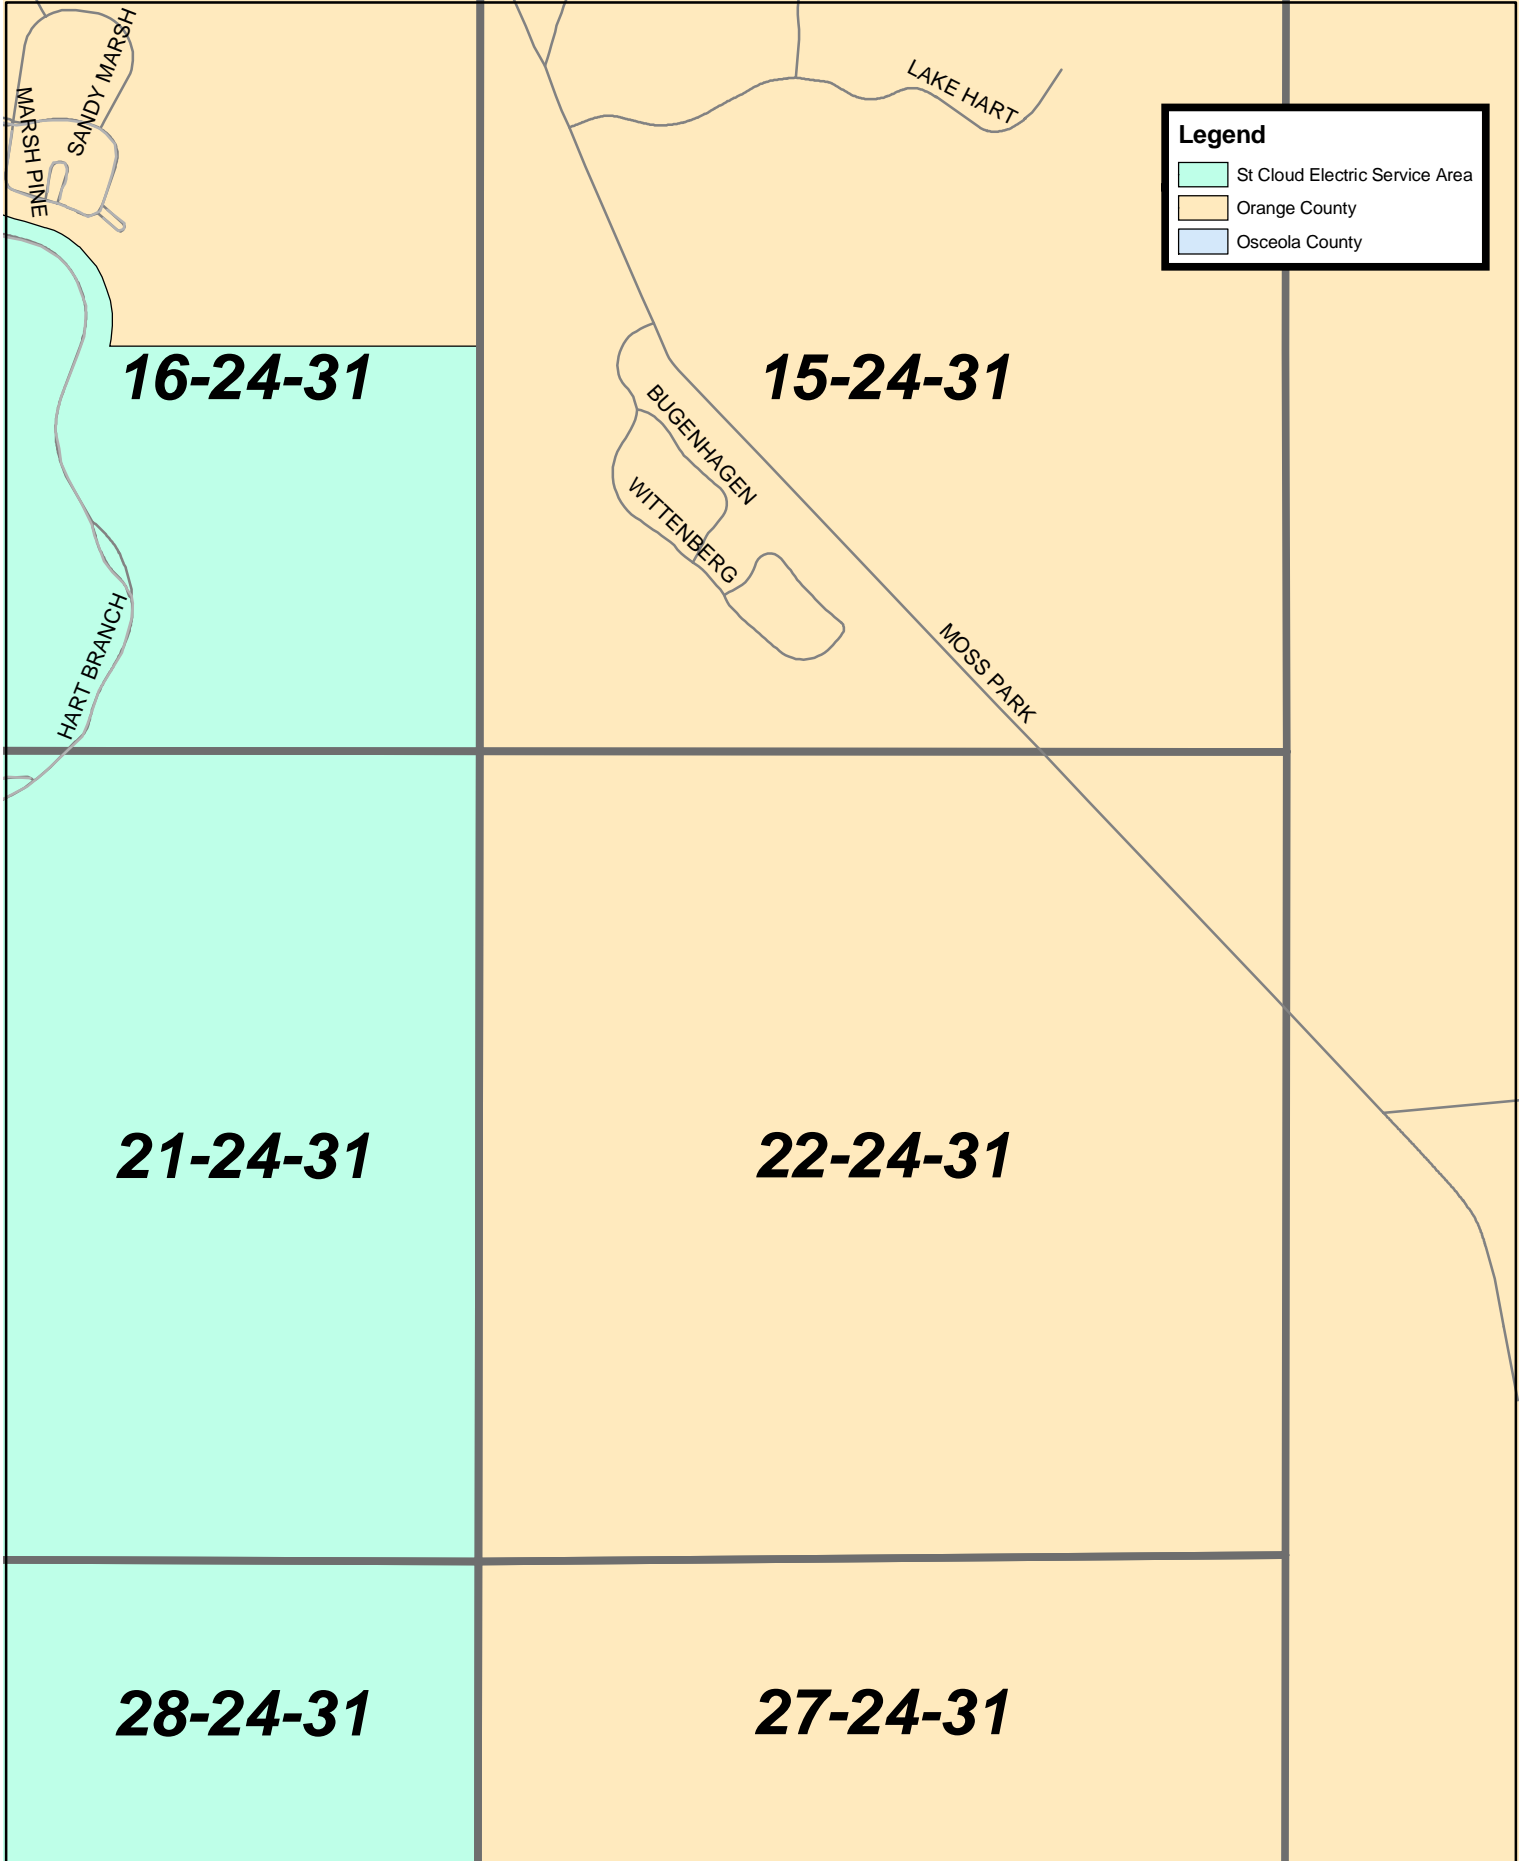 SANDY MARSH
MARSH PINE
LAKE HART
Legend
St Cloud Electric Service Area
Orange County
Osceola County
16-24-31
15-24-31
BUGENHAGEN
WITTENBERG
HART BRANCH
MOSS PARK
21-24-31
22-24-31
28-24-31
27-24-31